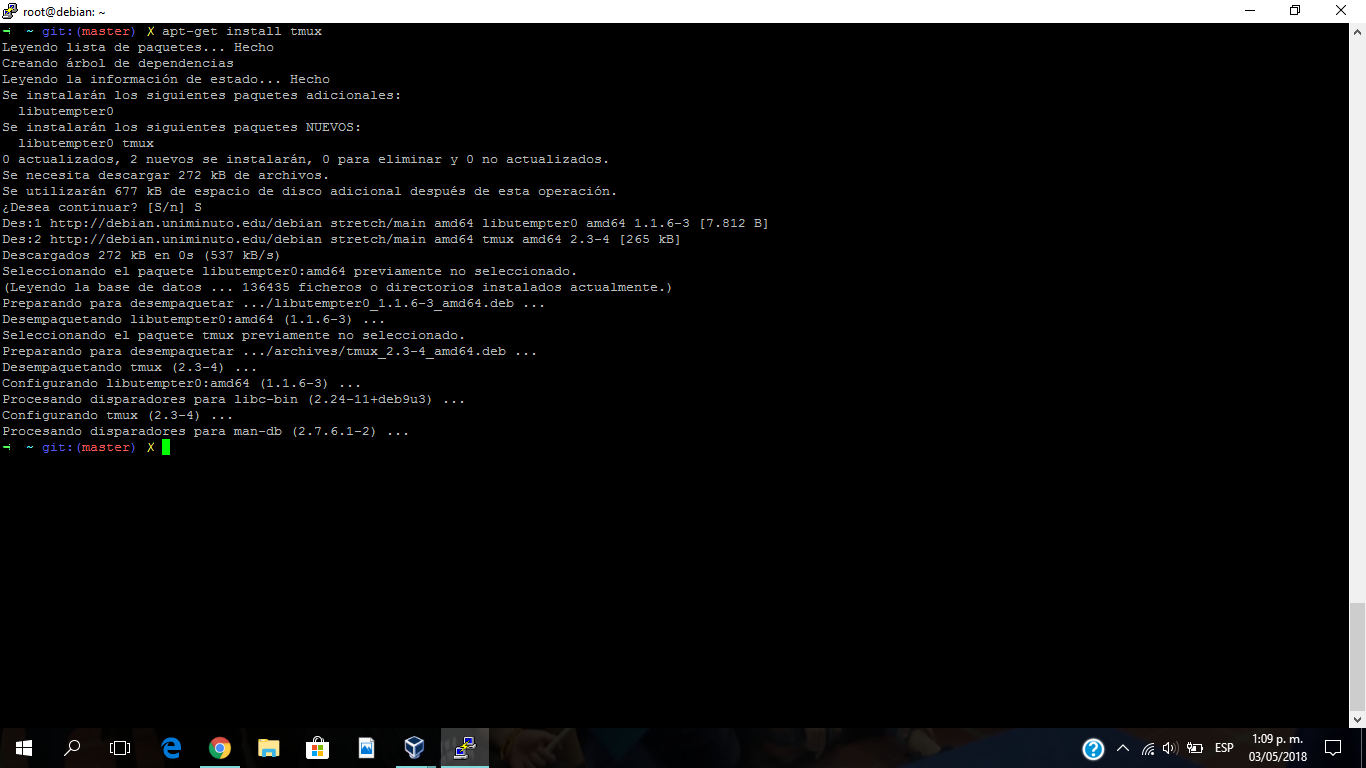 root@debian: ~
~ git:(master) X apt-get install tmux
Leyendo lista de paquetes... Hecho
Creando árbol de dependencias
Leyendo la información de estado... Hecho
Se instalarán los siguientes paquetes adicionales:
  libutempter0
Se instalarán los siguientes paquetes NUEVOS:
  libutempter0 tmux
0 actualizados, 2 nuevos se instalarán, 0 para eliminar y 0 no actualizados.
Se necesita descargar 272 kB de archivos.
Se utilizarán 677 kB de espacio de disco adicional después de esta operación.
¿Desea continuar? [S/n] S
Des:1 http://debian.uniminuto.edu/debian stretch/main amd64 libutempter0 amd64 1.1.6-3 [7.812 B]
Des:2 http://debian.uniminuto.edu/debian stretch/main amd64 tmux amd64 2.3-4 [265 kB]
Descargados 272 kB en 0s (537 kB/s)
Seleccionando el paquete libutempter0:amd64 previamente no seleccionado.
(Leyendo la base de datos ... 136435 ficheros o directorios instalados actualmente.)
Preparando para desempaquetar .../libutempter0_1.1.6-3_amd64.deb ...
Desempaquetando libutempter0:amd64 (1.1.6-3) ...
Seleccionando el paquete tmux previamente no seleccionado.
Preparando para desempaquetar .../archives/tmux_2.3-4_amd64.deb ...
Desempaquetando tmux (2.3-4) ...
Configurando libutempter0:amd64 (1.1.6-3) ...
Procesando disparadores para libc-bin (2.24-11+deb9u3) ...
Configurando tmux (2.3-4) ...
Procesando disparadores para man-db (2.7.6.1-2) ...
~ git:(master) X
ESP
1:09 p. m.
03/05/2018